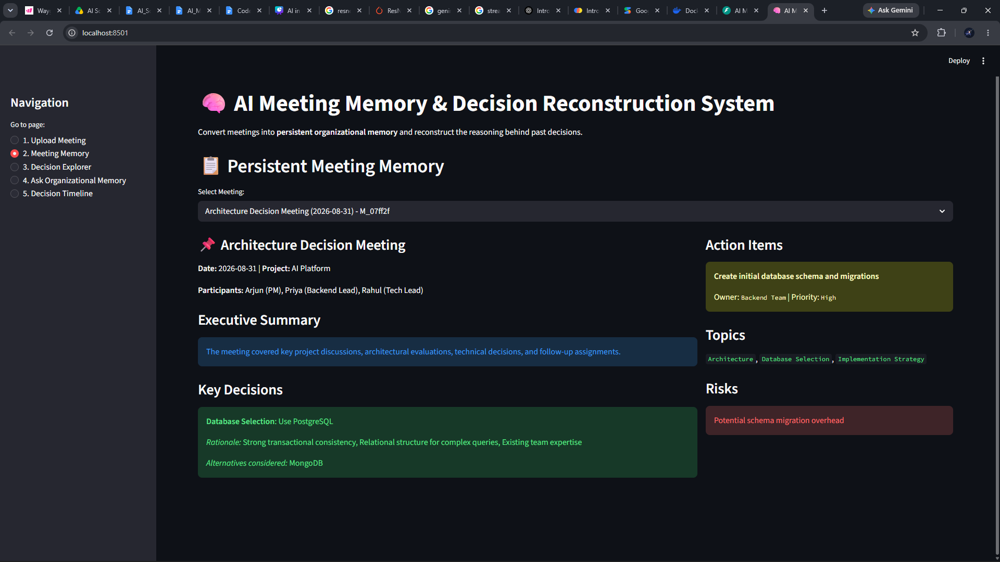 Way
AI Sc
AI_Sc
AI_M
Code
AI in
resne
ResN
geni
strea
Intro
Intro
Goo
Doc
AI M
AI M
Ask Gemini
localhost:8501
Deploy
Navigation
Go to page:
1. Upload Meeting
2. Meeting Memory
3. Decision Explorer
4. Ask Organizational Memory
5. Decision Timeline
AI Meeting Memory & Decision Reconstruction System
Convert meetings into persistent organizational memory and reconstruct the reasoning behind past decisions.
Persistent Meeting Memory
Select Meeting:
Architecture Decision Meeting (2026-08-31) - M_07ff2f
Architecture Decision Meeting
Date: 2026-08-31 | Project: AI Platform
Participants: Arjun (PM), Priya (Backend Lead), Rahul (Tech Lead)
Executive Summary
The meeting covered key project discussions, architectural evaluations, technical decisions, and follow-up assignments.
Key Decisions
Database Selection: Use PostgreSQL
Rationale: Strong transactional consistency, Relational structure for complex queries, Existing team expertise
Alternatives considered: MongoDB
Action Items
Create initial database schema and migrations
Owner: Backend Team | Priority: High
Topics
Architecture , Database Selection , Implementation Strategy
Risks
Potential schema migration overhead